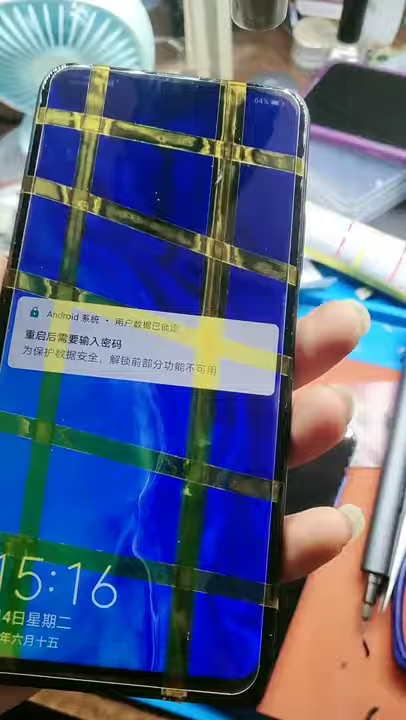 64%
Android 系统 · 用户数据已锁定
重启后需要输入密码
为保护数据安全，解锁前部分功能不可用
15:16
4日星期二
年六月十五